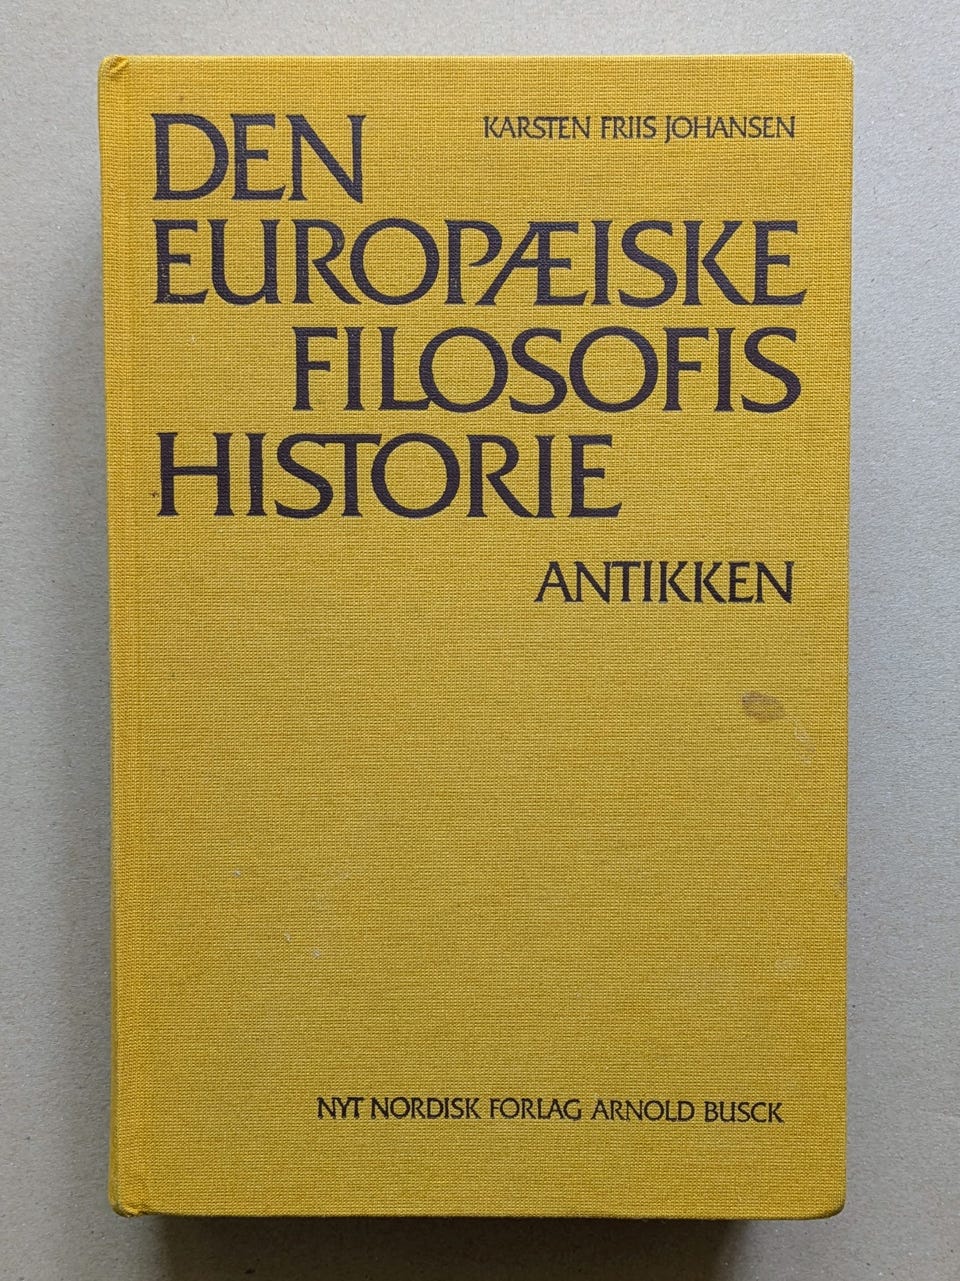 KARSTEN FRIIS JOHANSEN
DEN
EUROPÆISKE
FILOSOFIS
HISTORIE
ANTIKKEN
NYT NORDISK FORLAG ARNOLD BUSCK